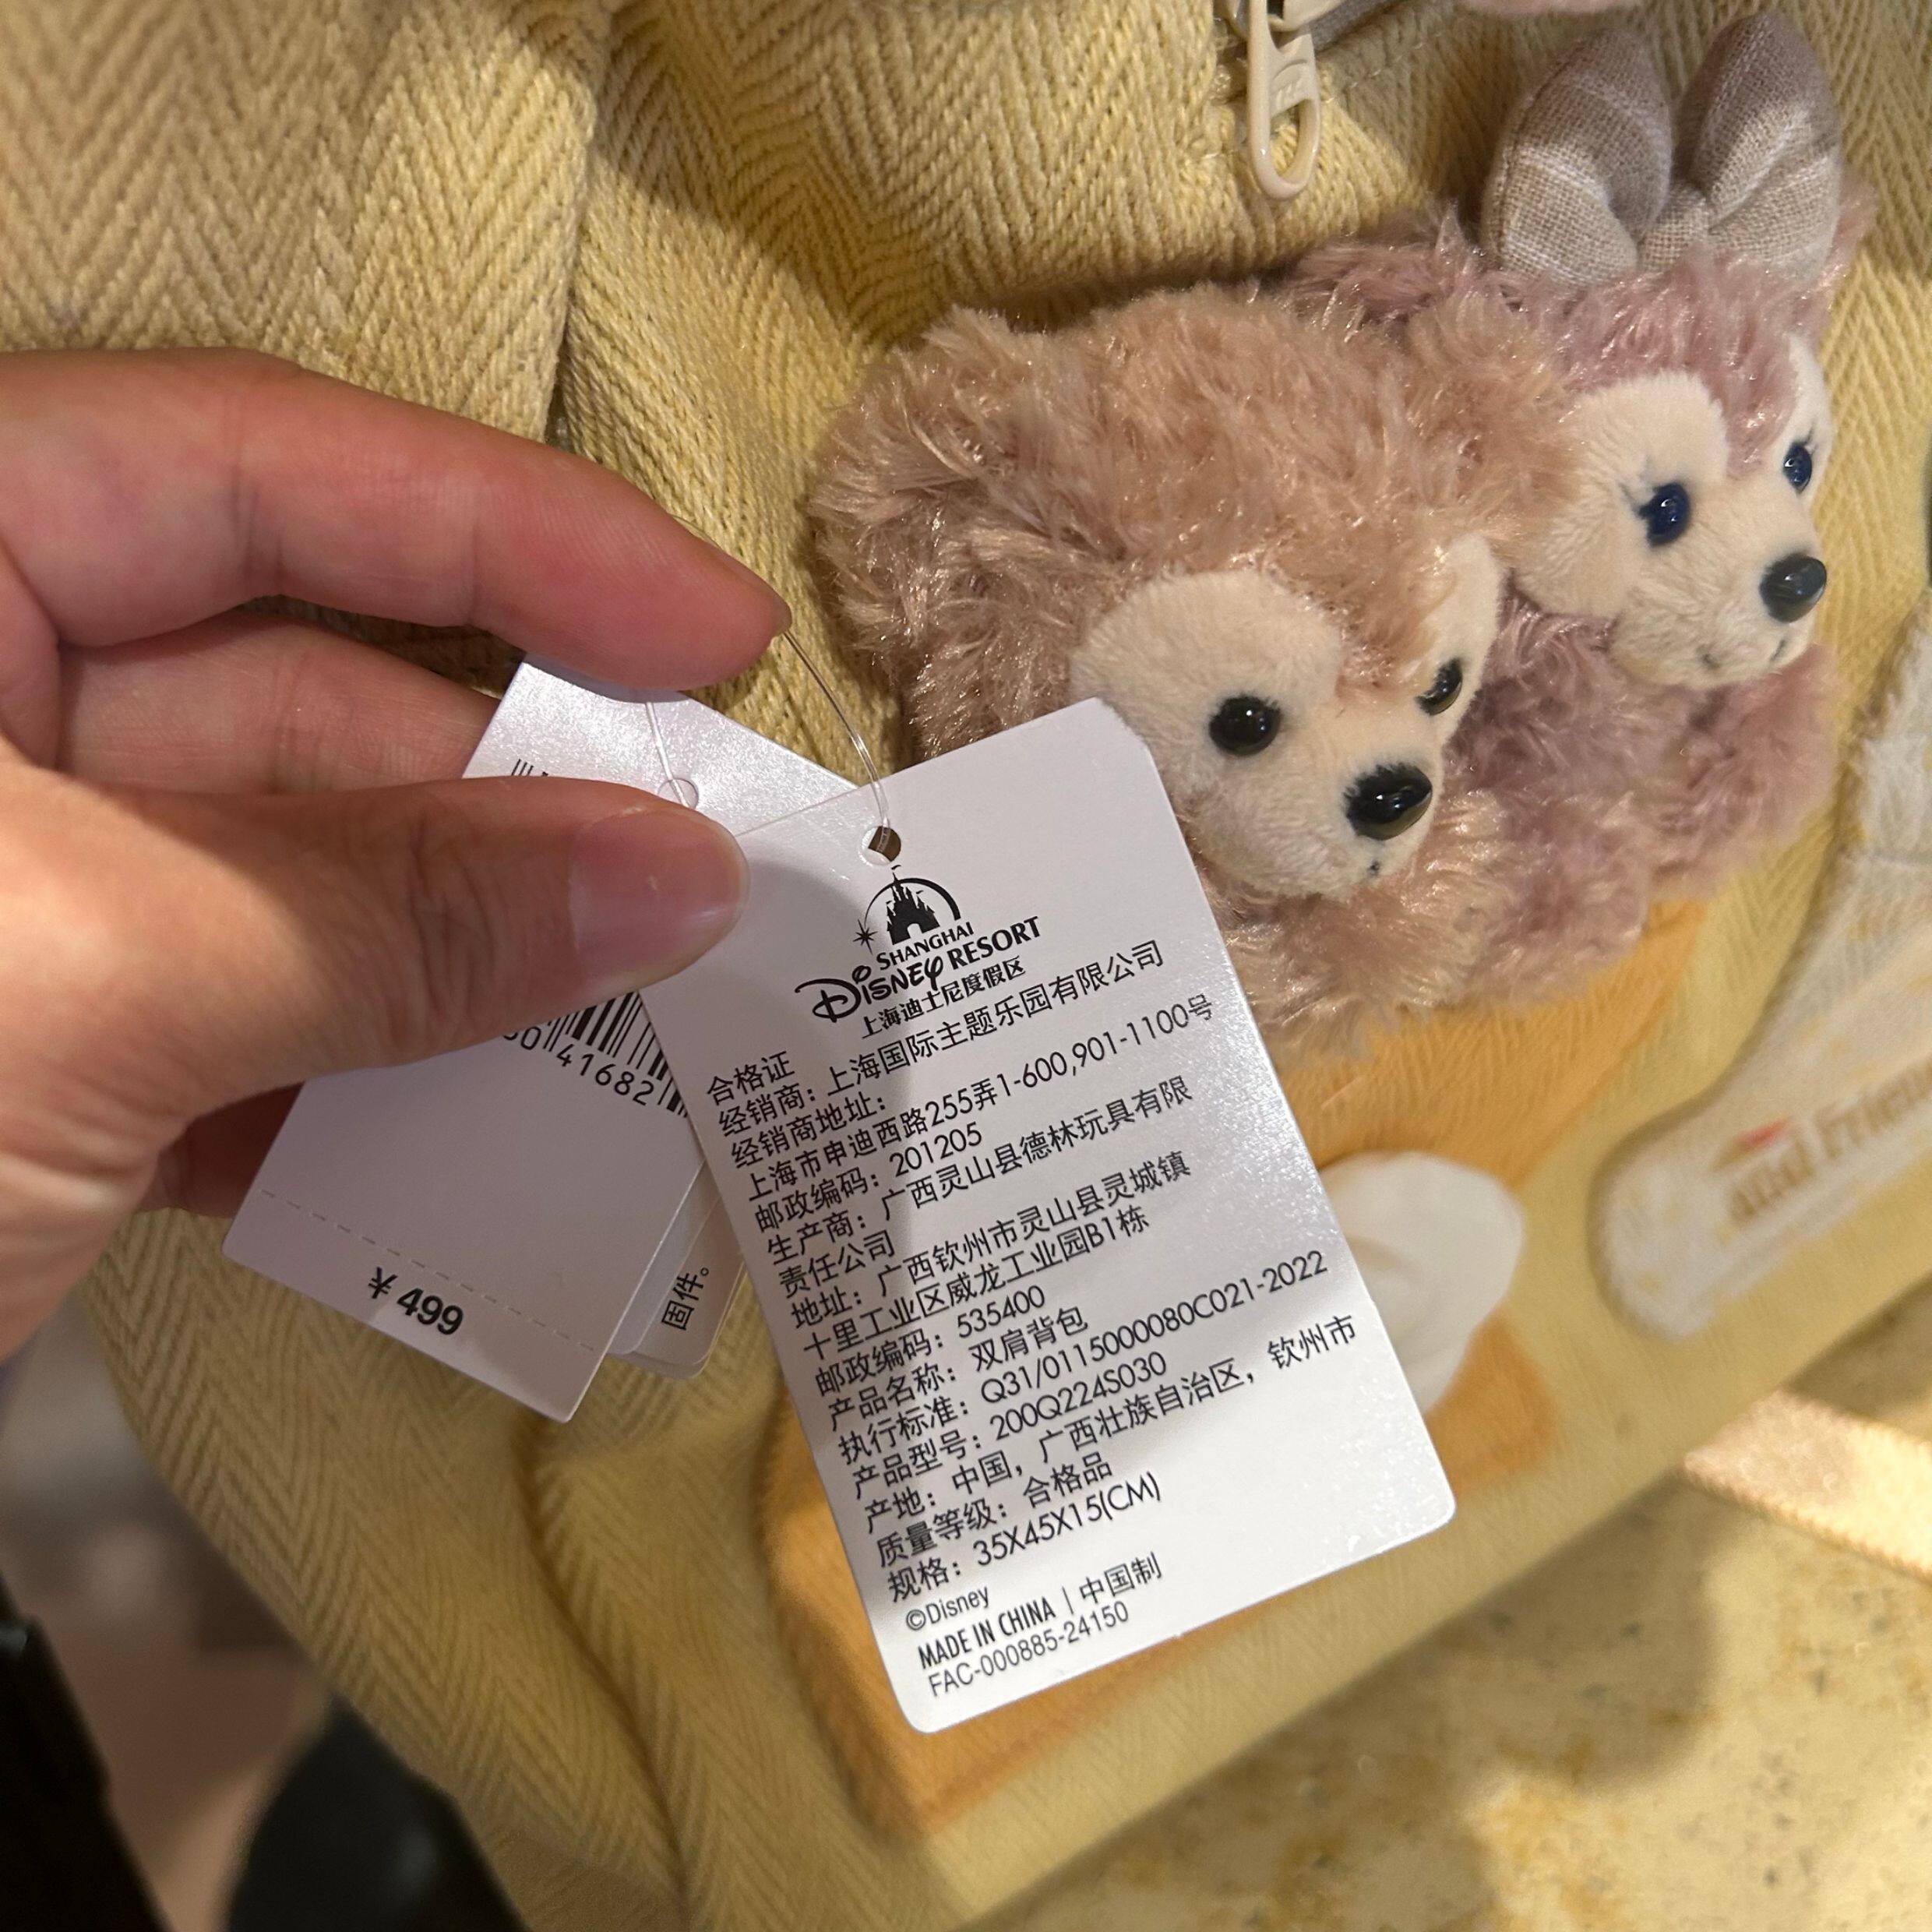 SHANGHAI
DISNEY RESORT
上海迪士尼度假区
合格证
经销商：上海国际主题乐园有限公司
经销商地址：
上海市申迪西路255弄1-600,901-1100号
邮政编码：201205
生产商：广西灵山县德林玩具有限
责任公司
地址：广西钦州市灵山县灵城镇
十里工业区威龙工业园B1栋
邮政编码：535400
产品名称：双肩背包
执行标准：Q31/0115000080C021-2022
产品型号：200Q224S030
产地：中国，广西壮族自治区，钦州市
质量等级：合格品
规格：35X45X15(CM)
©Disney
MADE IN CHINA | 中国制
FAC-000885-24150
41682
¥ 499
固件。
and Friends